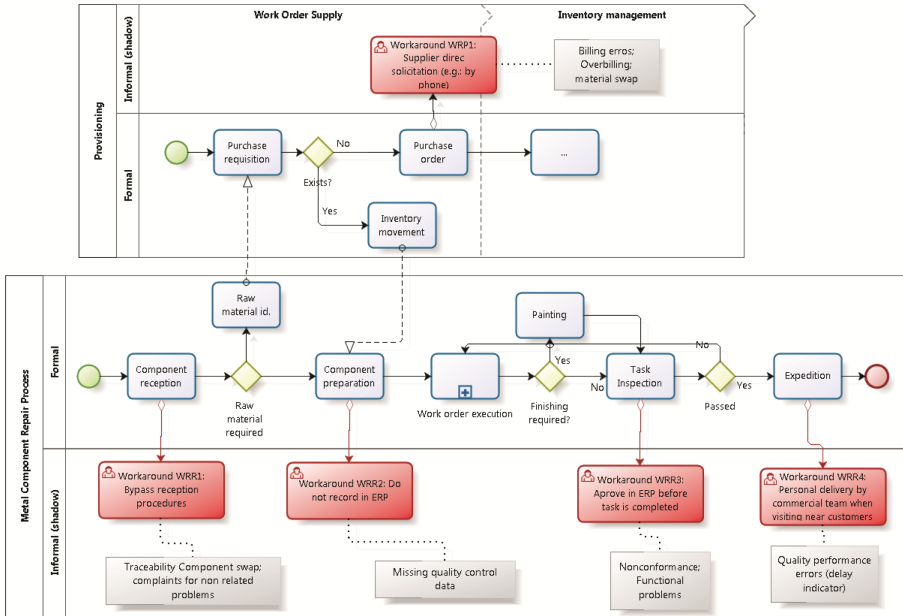 Work Order Supply
Inventory management
Provisioning
Informal (shadow)
Formal
Workaround WRP1:
Supplier direc
solicitation (e.g.: by
phone)
Billing erros;
Overbilling;
material swap
Purchase
requisition
Exists?
No
Yes
Purchase
order
...
Inventory
movement
Metal Component Repair Process
Formal
Informal (shadow)
Raw
material id.
Component
reception
Raw
material
required
Component
preparation
Work order execution
Painting
Yes
No
Finishing
required?
Task
Inspection
No
Yes
Passed
Expedition
Workaround WRR1:
Bypass reception
procedures
Workaround WRR2: Do
not record in ERP
Workaround WRR3:
Aprove in ERP before
task is completed
Workaround WRR4:
Personal delivery by
commercial team when
visiting near customers
Traceability Component swap;
complaints for non related
problems
Missing quality control
data
Nonconformance;
Functional
problems
Quality performance
errors (delay
indicator)